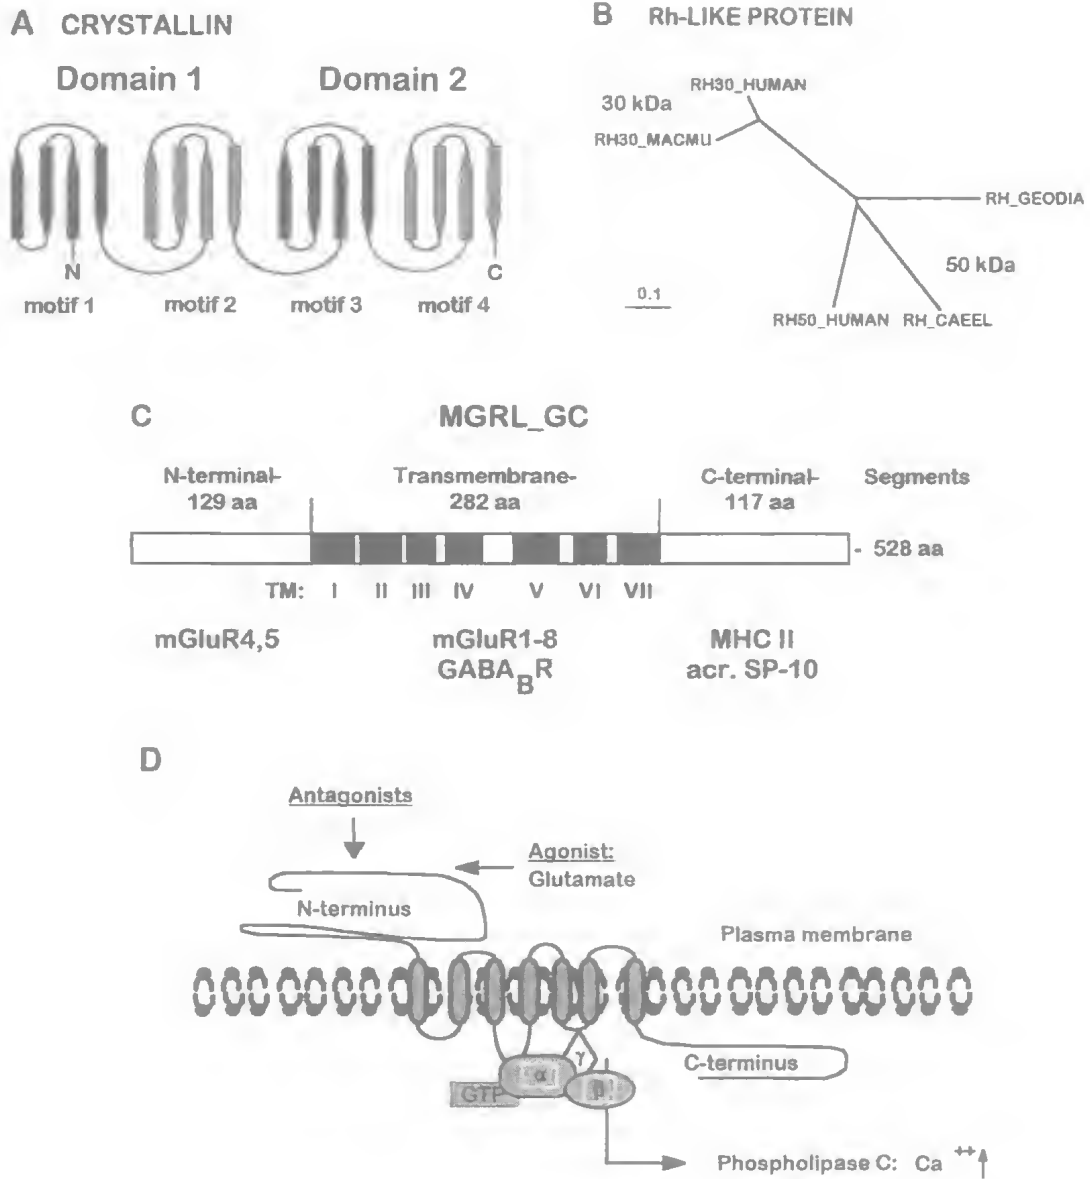 A CRYSTALLIN
Domain 1 Domain 2
N
C
motif 1 motif 2 motif 3 motif 4
B Rh-LIKE PROTEIN
RH30_HUMAN
30 kDa
RH30_MACMU
RH_GEODIA
50 kDa
0.1
RH50_HUMAN RH_CAEEL
C MGRL_GC
N-terminal- Transmembrane- C-terminal- Segments
129 aa 282 aa 117 aa
- 528 aa
TM: I II III IV V VI VII
mGluR4,5 mGluR1-8 MHC II
GABABR acr. SP-10
D
Antagonists
Agonist:
Glutamate
N-terminus
Plasma membrane
C-terminus
γ
α
β
GTP
Phospholipase C: Ca ++